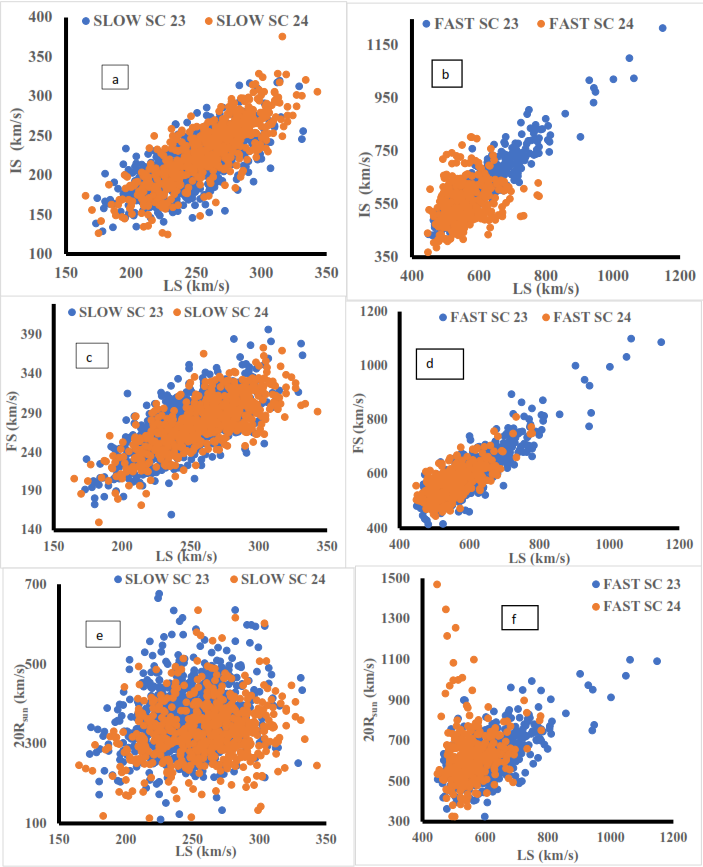 SLOW SC 23 SLOW SC 24
a
400
350
300
250
200
150
100
IS (km/s)
150 200 250 300 350
LS (km/s)
FAST SC 23 FAST SC 24
b
1150
950
750
550
350
IS (km/s)
400 600 800 1000 1200
LS (km/s)
SLOW SC 23 SLOW SC 24
c
390
340
290
240
190
140
FS (km/s)
150 200 250 300 350
LS (km/s)
FAST SC 23 FAST SC 24
d
1200
1000
800
600
400
FS (km/s)
400 600 800 1000 1200
LS (km/s)
SLOW SC 23 SLOW SC 24
e
700
500
300
100
20Rsun (km/s)
150 200 250 300 350
LS (km/s)
FAST SC 23
FAST SC 24
f
1500
1300
1100
900
700
500
300
20Rsun (km/s)
400 600 800 1000 1200
LS (km/s)